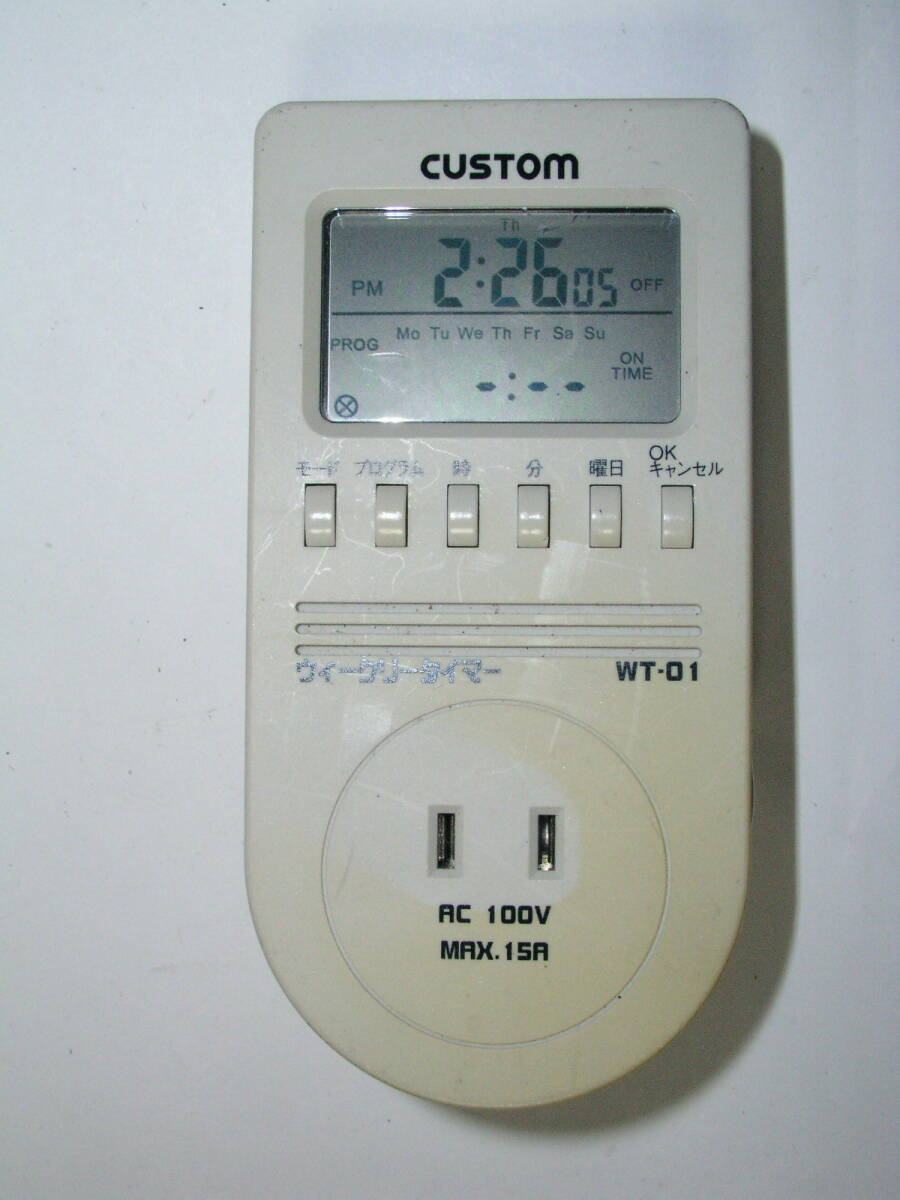 CUSTOM
Th
PM 2:26 05 OFF
Mo Tu We Th Fr Sa Su
PROG
ON
TIME
-:--
OK
モード プログラム 時 分 曜日 キャンセル
ウィークリータイマー WT-01
AC 100V
MAX.15A